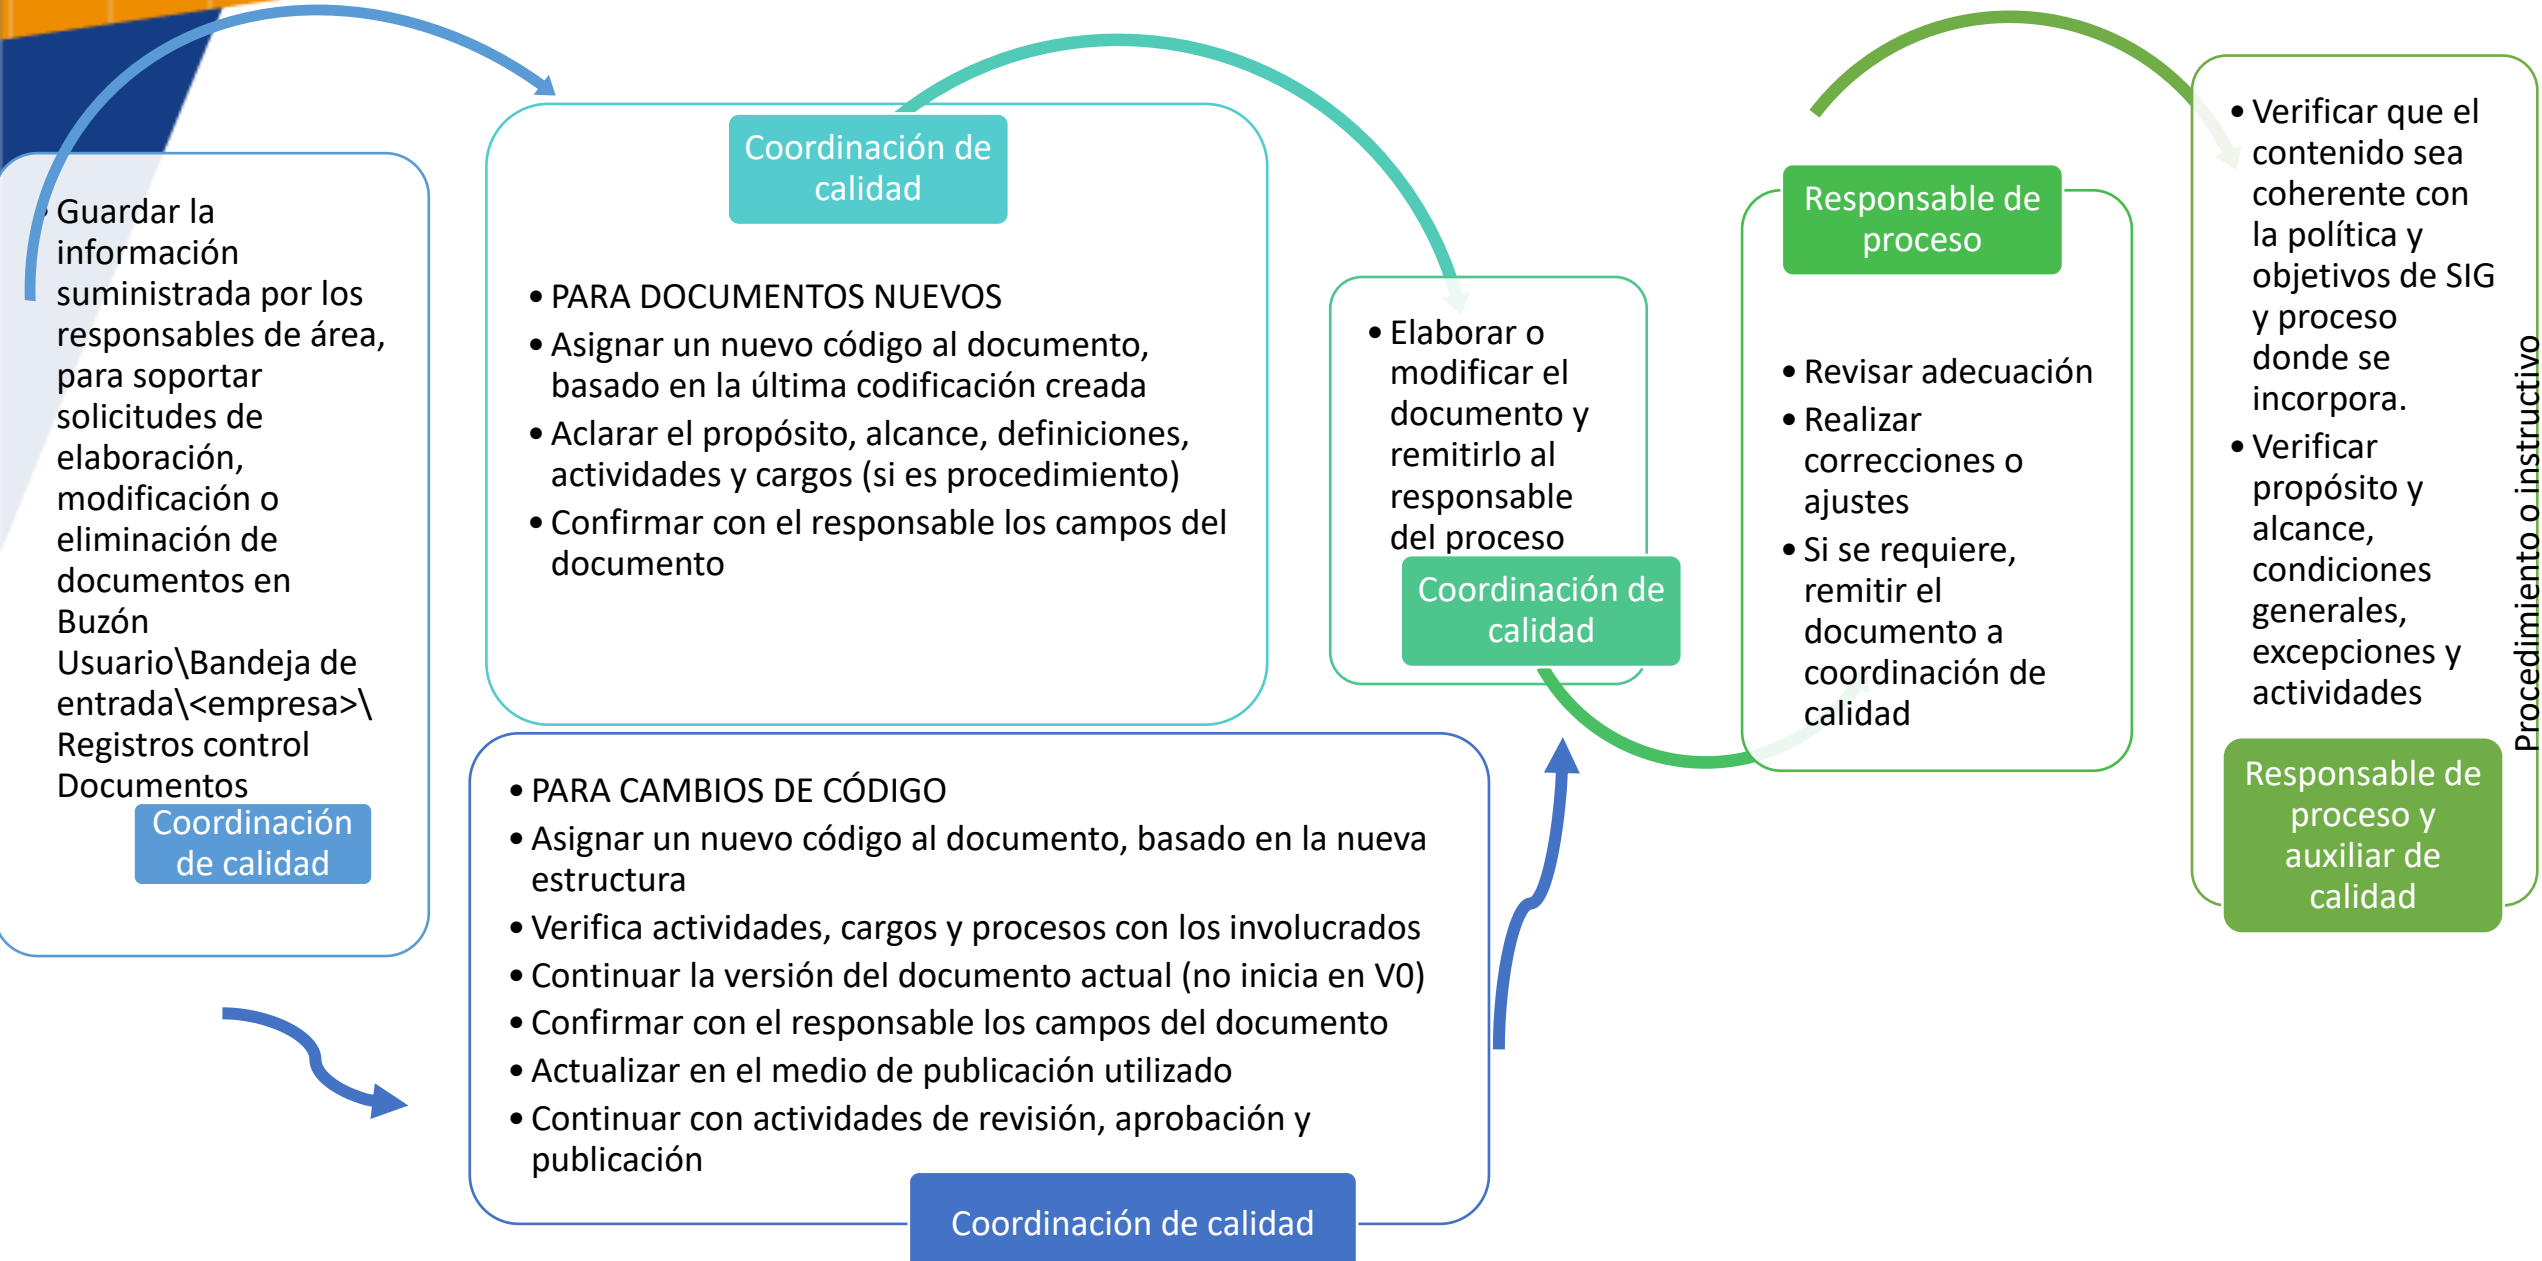 • Guardar la
información
suministrada por los
responsables de área,
para soportar
solicitudes de
elaboración,
modificación o
eliminación de
documentos en
Buzón
Usuario\Bandeja de
entrada\<empresa>\
Registros control
Documentos
Coordinación
de calidad
Coordinación de
calidad
• PARA DOCUMENTOS NUEVOS
• Asignar un nuevo código al documento,
basado en la última codificación creada
• Aclarar el propósito, alcance, definiciones,
actividades y cargos (si es procedimiento)
• Confirmar con el responsable los campos del
documento
• PARA CAMBIOS DE CÓDIGO
• Asignar un nuevo código al documento, basado en la nueva
estructura
• Verifica actividades, cargos y procesos con los involucrados
• Continuar la versión del documento actual (no inicia en V0)
• Confirmar con el responsable los campos del documento
• Actualizar en el medio de publicación utilizado
• Continuar con actividades de revisión, aprobación y
publicación
Coordinación de calidad
• Elaborar o
modificar el
documento y
remitirlo al
responsable
del proceso
Coordinación de
calidad
Responsable de
proceso
• Revisar adecuación
• Realizar
correcciones o
ajustes
• Si se requiere,
remitir el
documento a
coordinación de
calidad
• Verificar que el
contenido sea
coherente con
la política y
objetivos de SIG
y proceso
donde se
incorpora.
• Verificar
propósito y
alcance,
condiciones
generales,
excepciones y
actividades
Responsable de
proceso y
auxiliar de
calidad
Procedimiento o instructivo